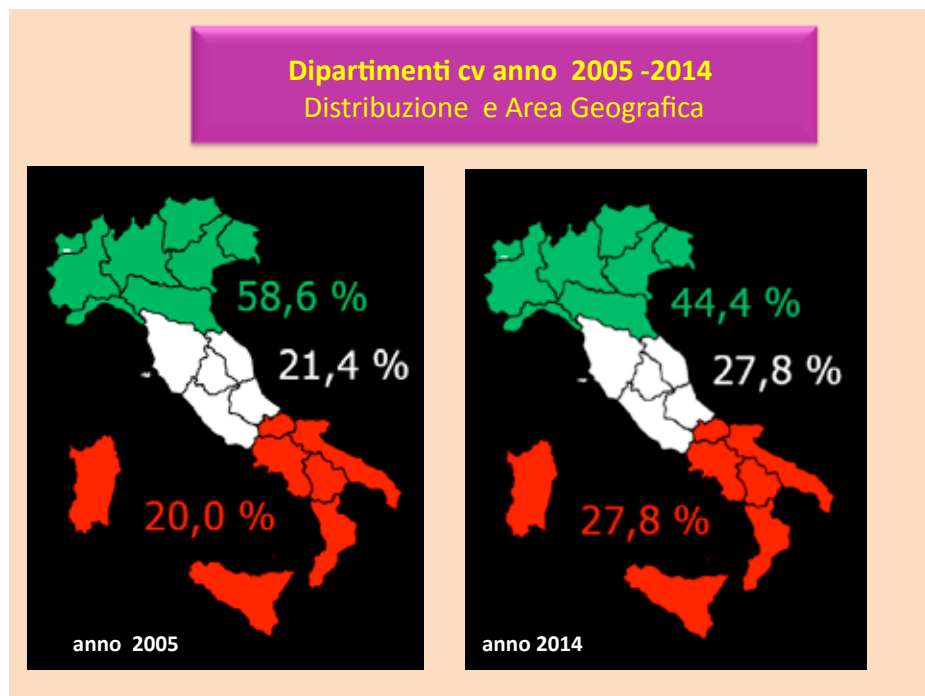 Dipartimenti cv anno 2005 -2014
Distribuzione e Area Geografica
58,6 %
21,4 %
20,0 %
anno 2005
44,4 %
27,8 %
27,8 %
anno 2014